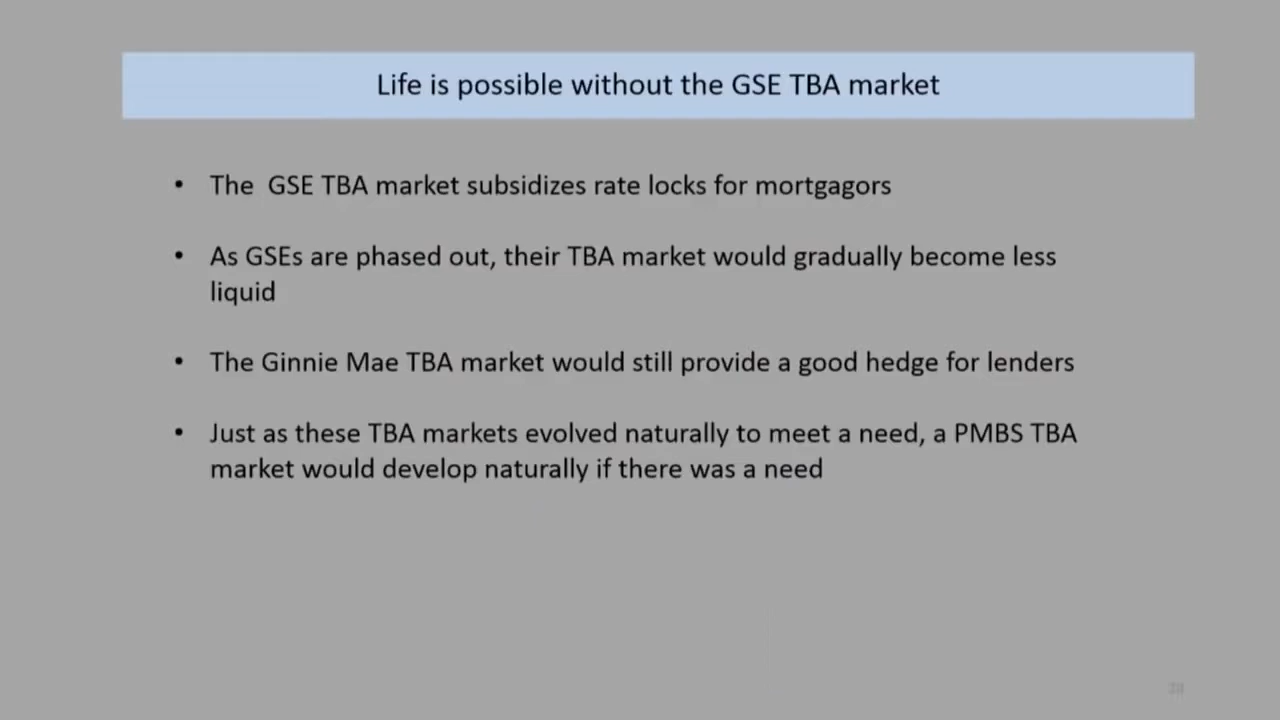 Life is possible without the GSE TBA market
• The  GSE TBA market subsidizes rate locks for mortgagors
• As GSEs are phased out, their TBA market would gradually become less
liquid
• The Ginnie Mae TBA market would still provide a good hedge for lenders
• Just as these TBA markets evolved naturally to meet a need, a PMBS TBA
market would develop naturally if there was a need